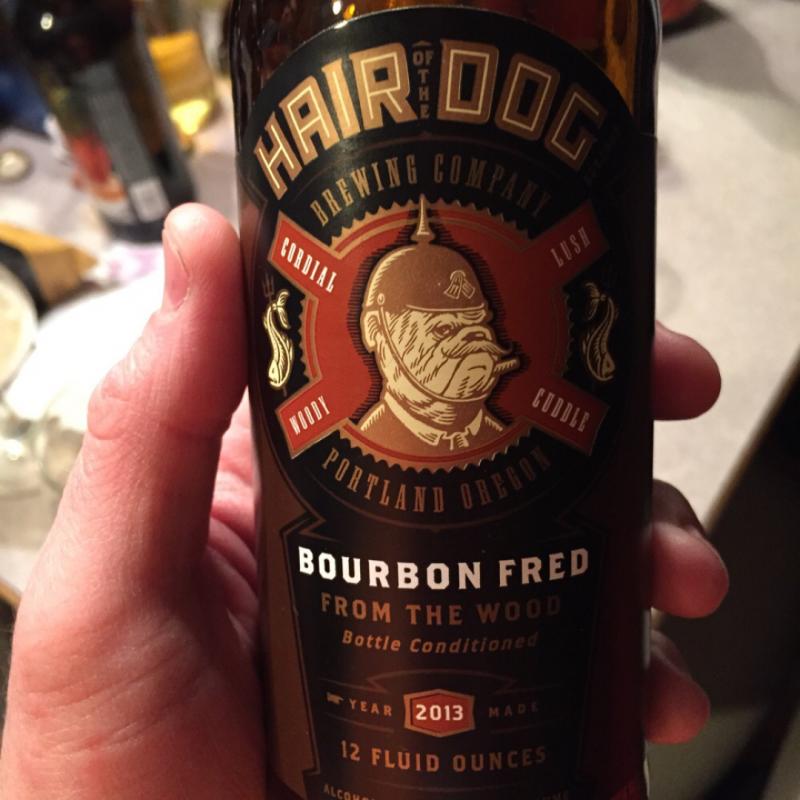 HAIR OF THE DOG
BREWING COMPANY
CORDIAL
LUSH
WOODY
CUDDLE
PORTLAND OREGON
BOURBON FRED
FROM THE WOOD
Bottle Conditioned
YEAR 2013 MADE
12 FLUID OUNCES